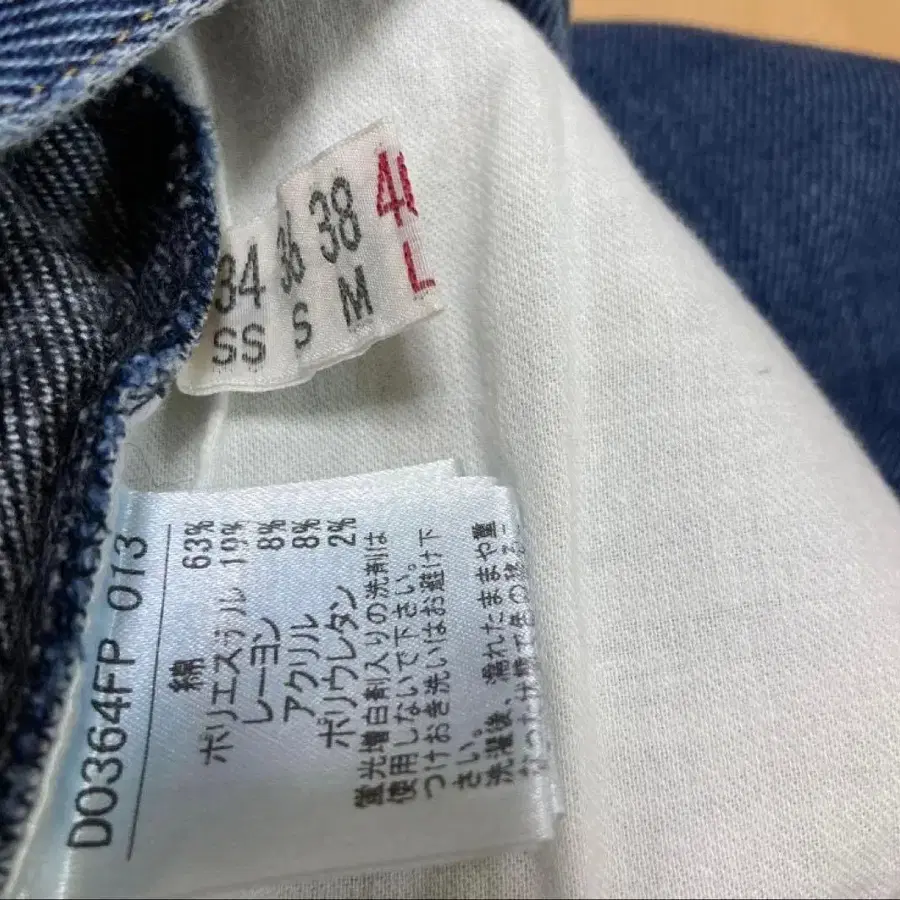 34 36 38 4
SS S M L
D0364FP 013
綿 63%
ポリエステル 19%
レーヨン 8%
アクリル 8%
ポリウレタン 2%
蛍光増白剤入りの洗剤は
使用しないで下さい。
つけおき洗いはお避け下
さい。
洗濯後、濡れたままや重